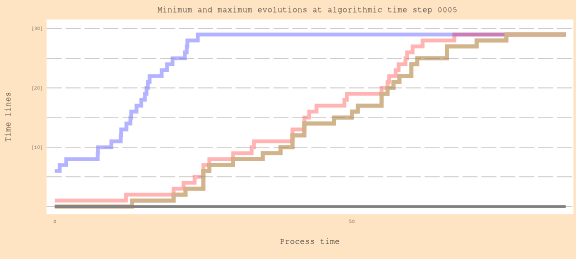 Minimum and maximum evolutions at algorithmic time step 0005
Time lines
[30]
[20]
[10]
0
50
Process time